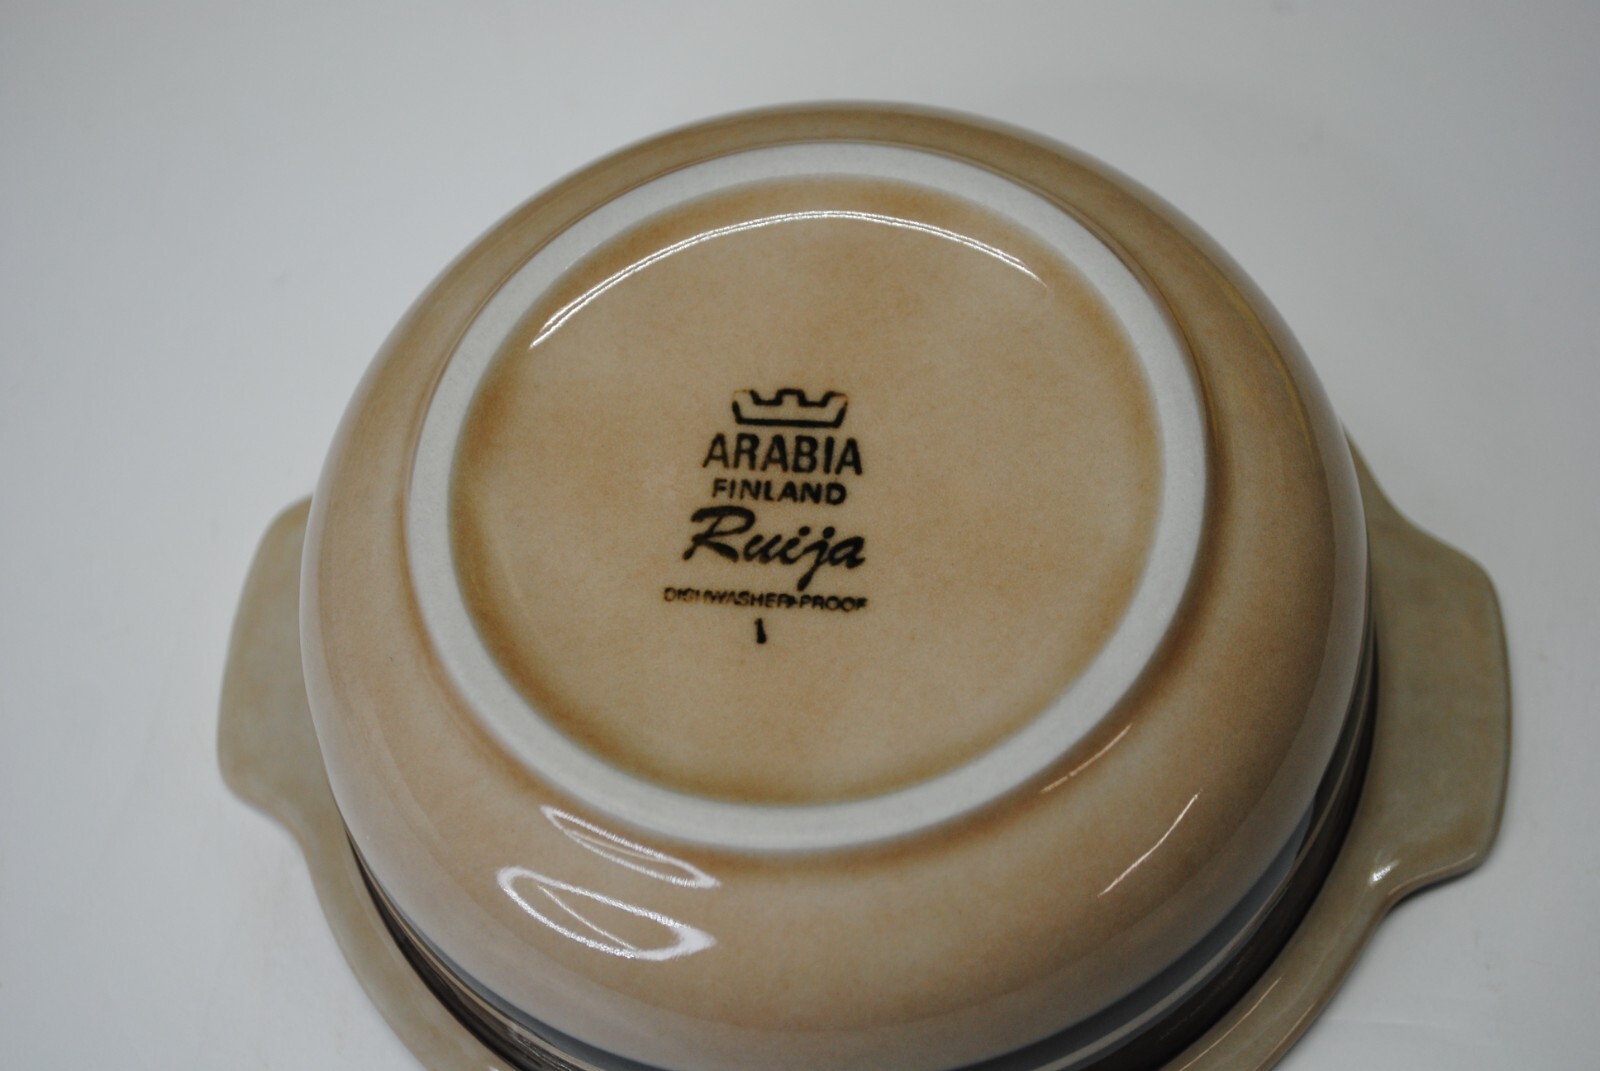 ARABIA
FINLAND
Ruija
DISHWASHER-PROOF
1